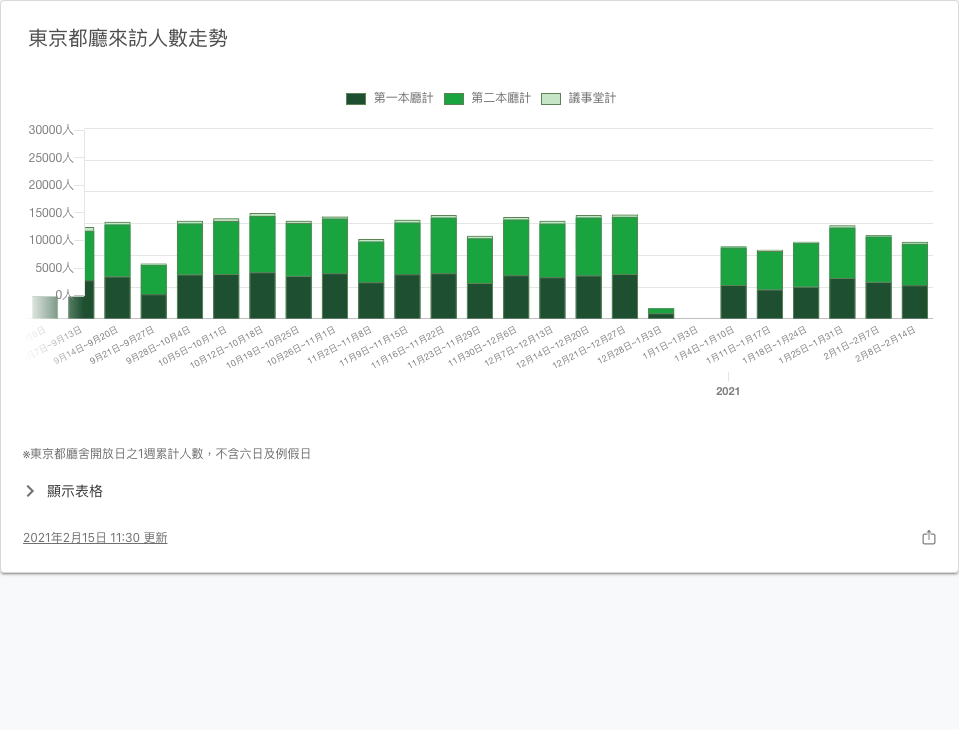 東京都廳來訪人數走勢
第一本廳計 第二本廳計 議事堂計
30000人
25000人
20000人
15000人
10000人
5000人
0人
7日~9月13日
9月14日~9月20日
9月21日~9月27日
9月28日~10月4日
10月5日~10月11日
10月12日~10月18日
10月19日~10月25日
10月26日~11月1日
11月2日~11月8日
11月9日~11月15日
11月16日~11月22日
11月23日~11月29日
11月30日~12月6日
12月7日~12月13日
12月14日~12月20日
12月21日~12月27日
12月28日~1月3日
1月1日~1月3日
1月4日~1月10日
1月11日~1月17日
1月18日~1月24日
1月25日~1月31日
2月1日~2月7日
2月8日~2月14日
2021
※東京都廳舍開放日之1週累計人數，不含六日及例假日
顯示表格
2021年2月15日 11:30 更新